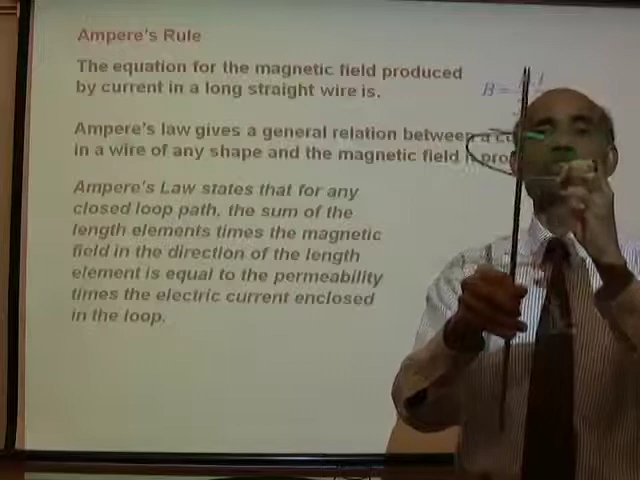 Ampere's Rule
The equation for the magnetic field produced
by current in a long straight wire is.
B =
Ampere's law gives a general relation between a
in a wire of any shape and the magnetic field
Ampere's Law states that for any
closed loop path, the sum of the
length elements times the magnetic
field in the direction of the length
element is equal to the permeability
times the electric current enclosed
in the loop.